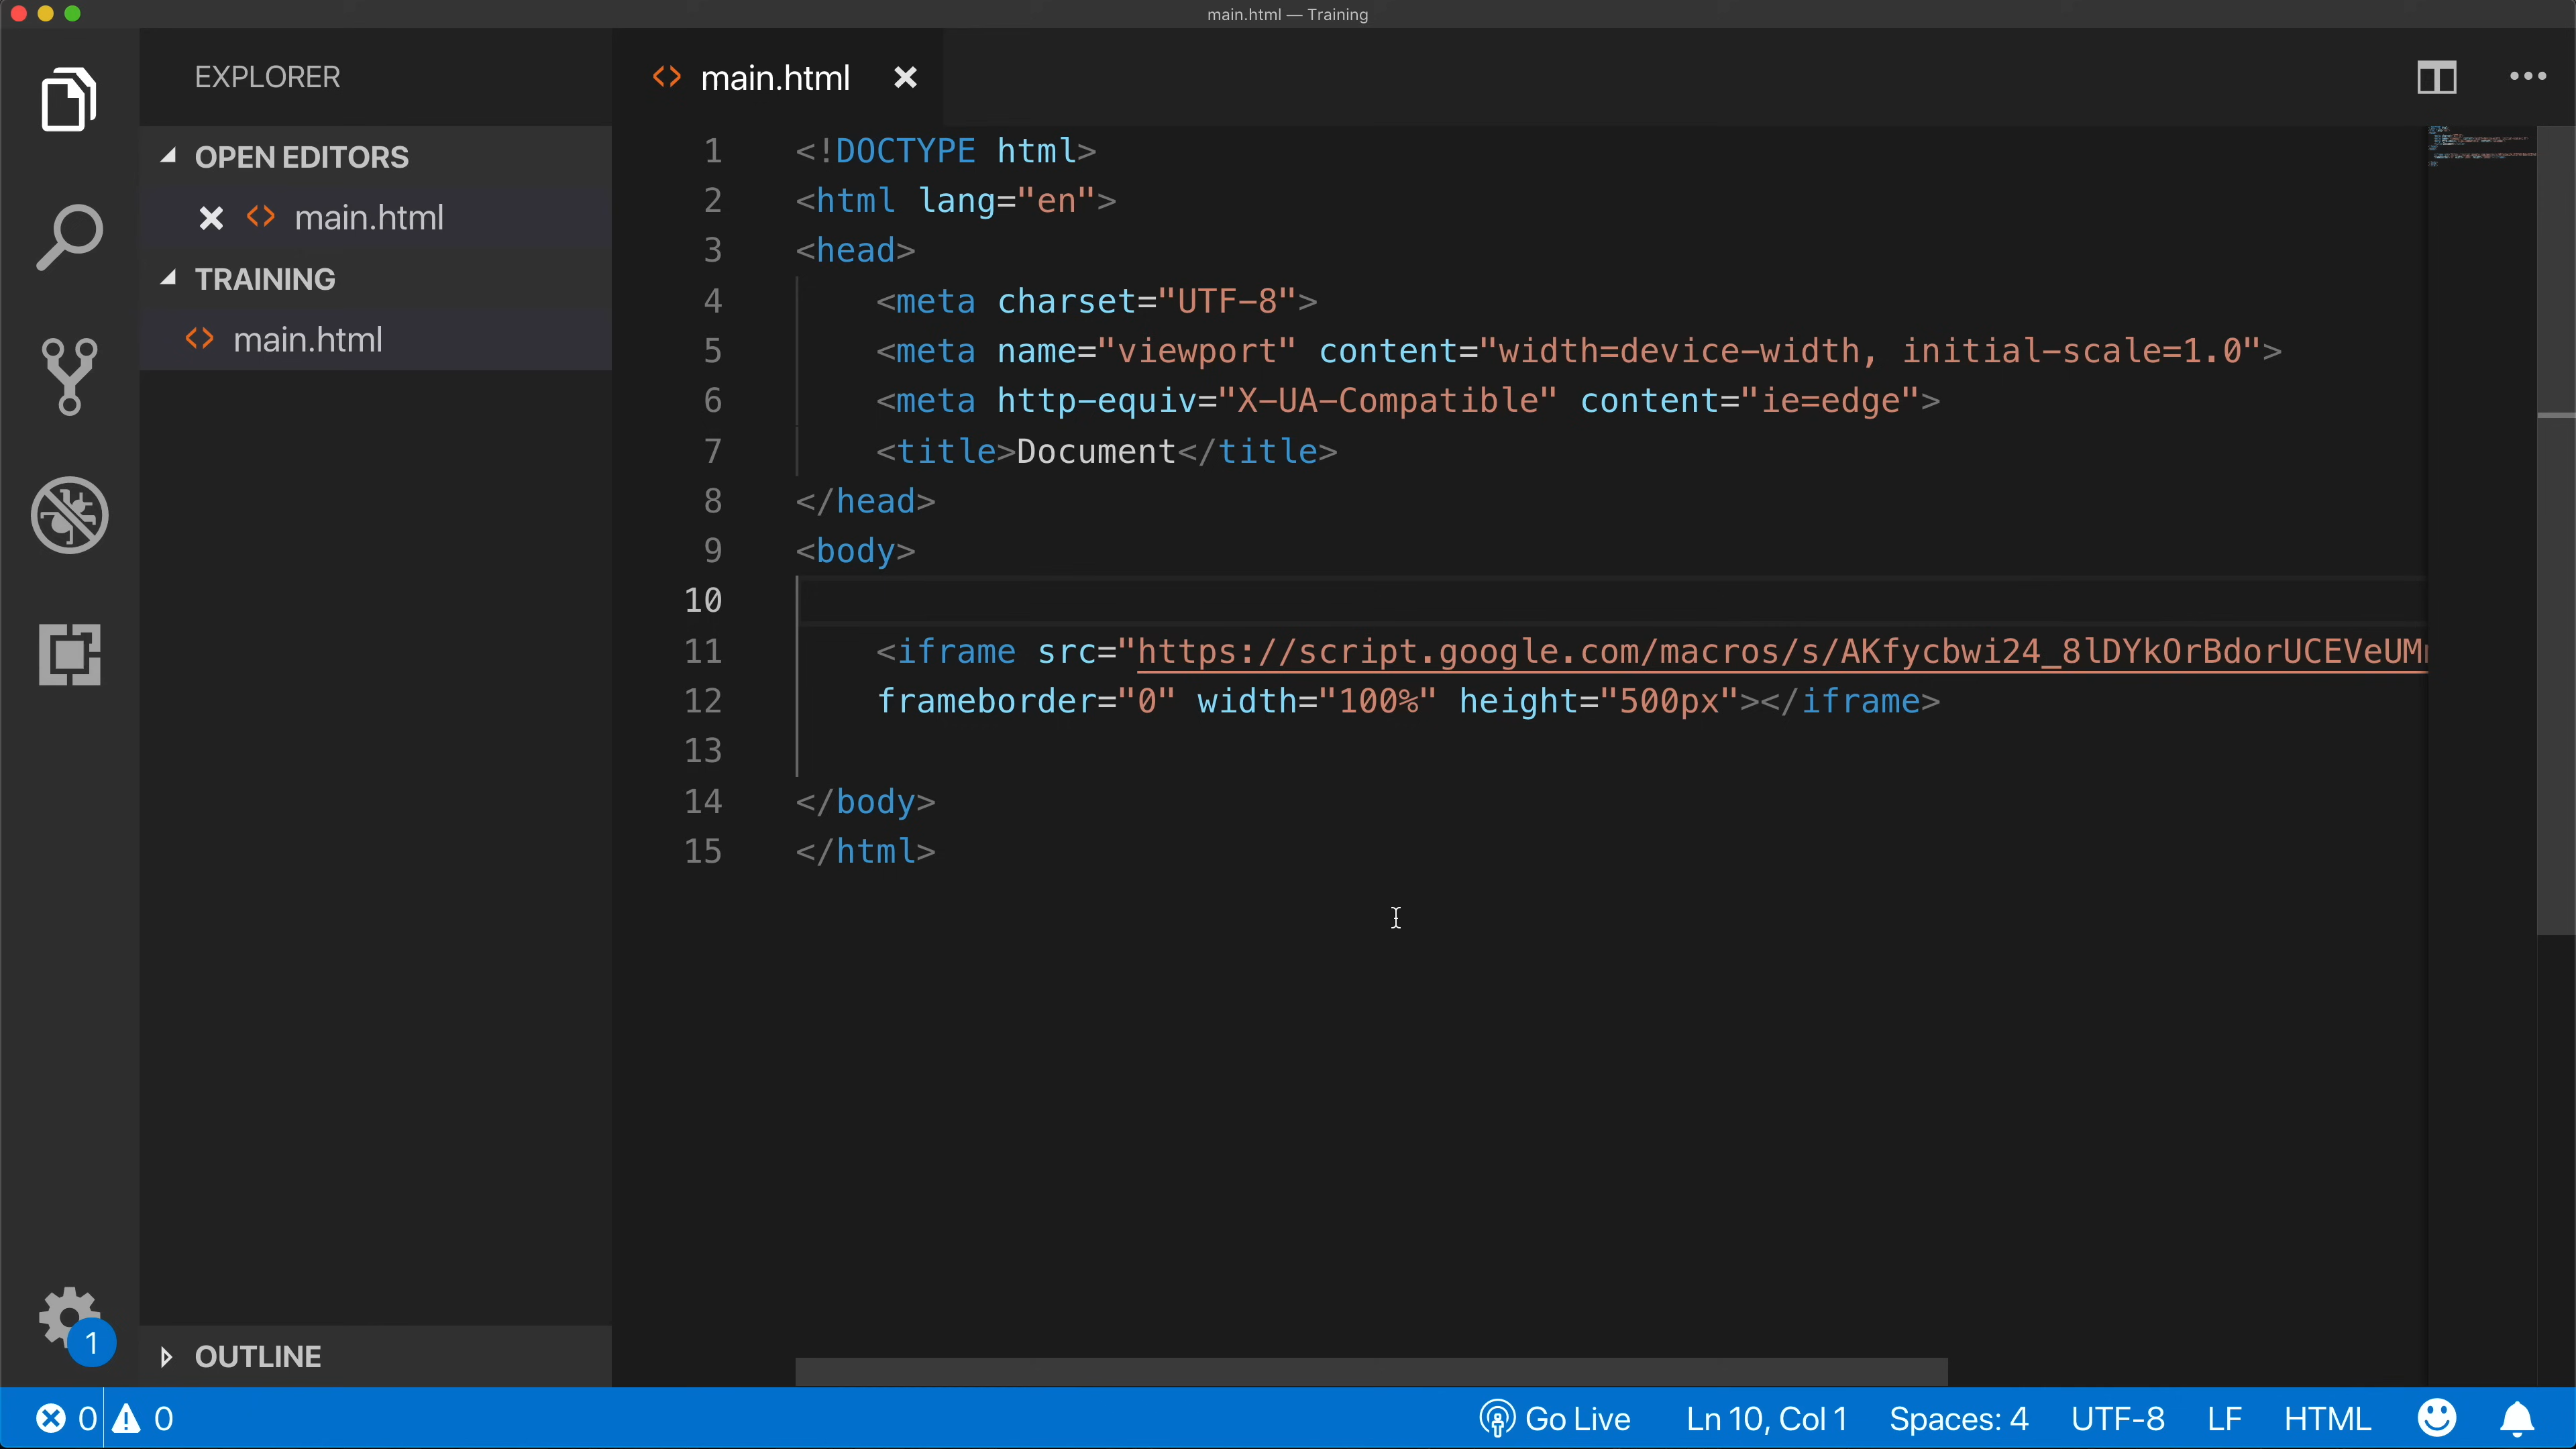 main.html — Training
EXPLORER
OPEN EDITORS
main.html
TRAINING
main.html
OUTLINE
1
main.html
1 <!DOCTYPE html>
2 <html lang="en">
3 <head>
4 <meta charset="UTF-8">
5 <meta name="viewport" content="width=device-width, initial-scale=1.0">
6 <meta http-equiv="X-UA-Compatible" content="ie=edge">
7 <title>Document</title>
8 </head>
9 <body>
10
11 <iframe src="https://script.google.com/macros/s/AKfycbwi24_8lDYkOrBdorUCEVeUM
12 frameborder="0" width="100%" height="500px"></iframe>
13
14 </body>
15 </html>
0 0 Go Live Ln 10, Col 1 Spaces: 4 UTF-8 LF HTML